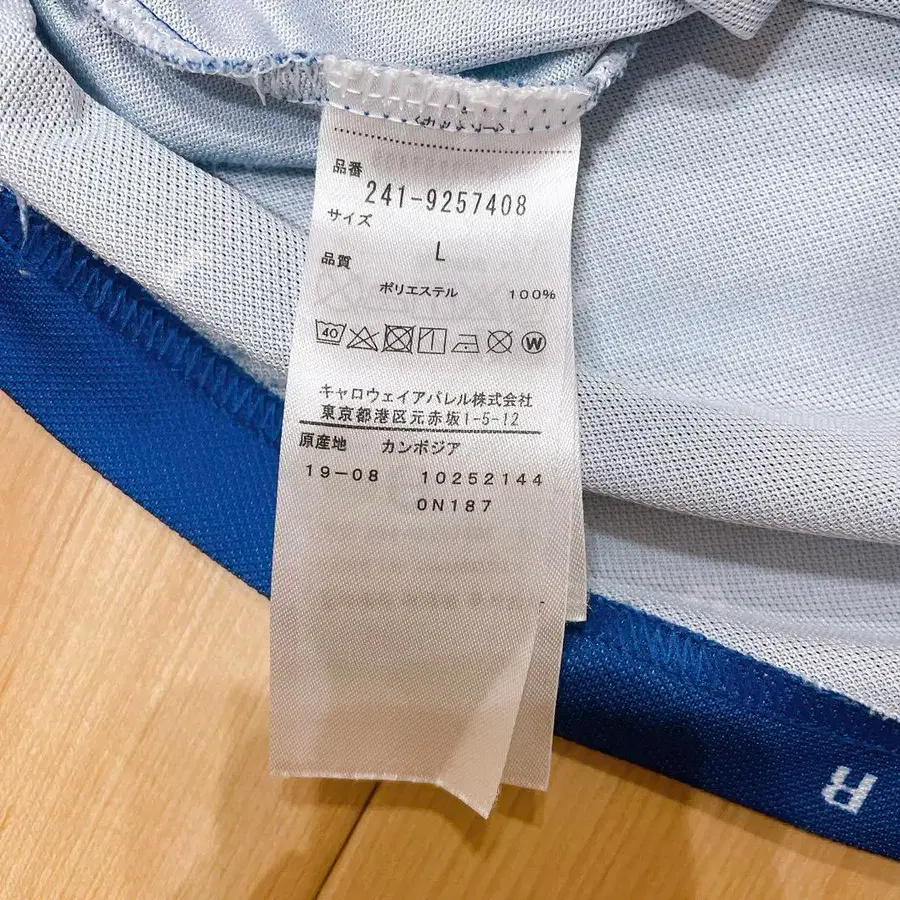 品番
241-9257408
サイズ
L
品質
ポリエステル 100%
40
W
キャロウェイアパレル株式会社
東京都港区元赤坂1-5-12
原産地 カンボジア
19-08 10252144
0N187
R